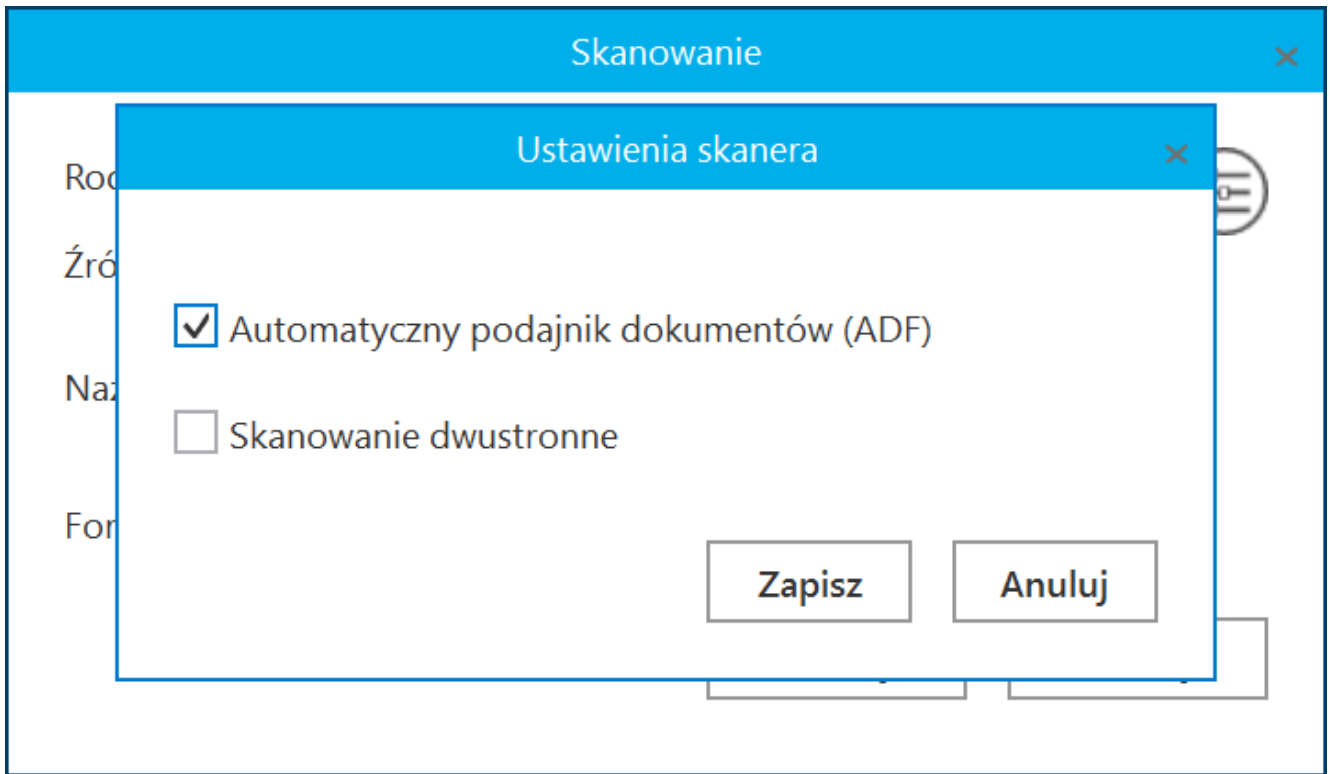 Skanowanie
Ustawienia skanera
Automatyczny podajnik dokumentów (ADF)
Skanowanie dwustronne
Zapisz
Anuluj